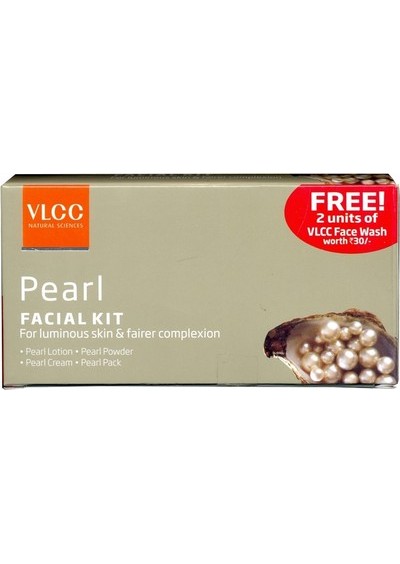 VLCC
NATURAL SCIENCES
FREE!
2 units of
VLCC Face Wash
worth ₹30/-
Pearl
FACIAL KIT
For luminous skin & fairer complexion
• Pearl Lotion • Pearl Powder
• Pearl Cream • Pearl Pack